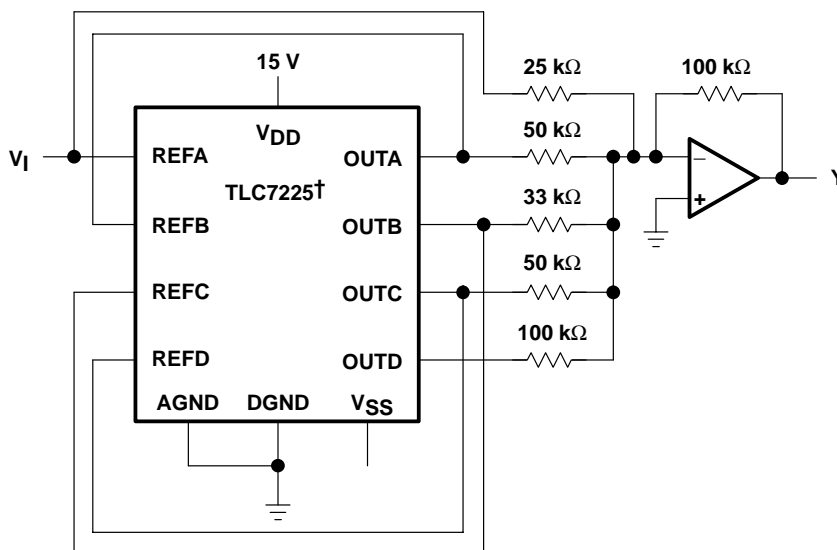 25 kΩ
100 kΩ
15 V
50 kΩ
VDD
VI
REFA
OUTA
Y
TLC7225†
33 kΩ
REFB
OUTB
50 kΩ
REFC
OUTC
100 kΩ
REFD
OUTD
AGND
DGND
VSS